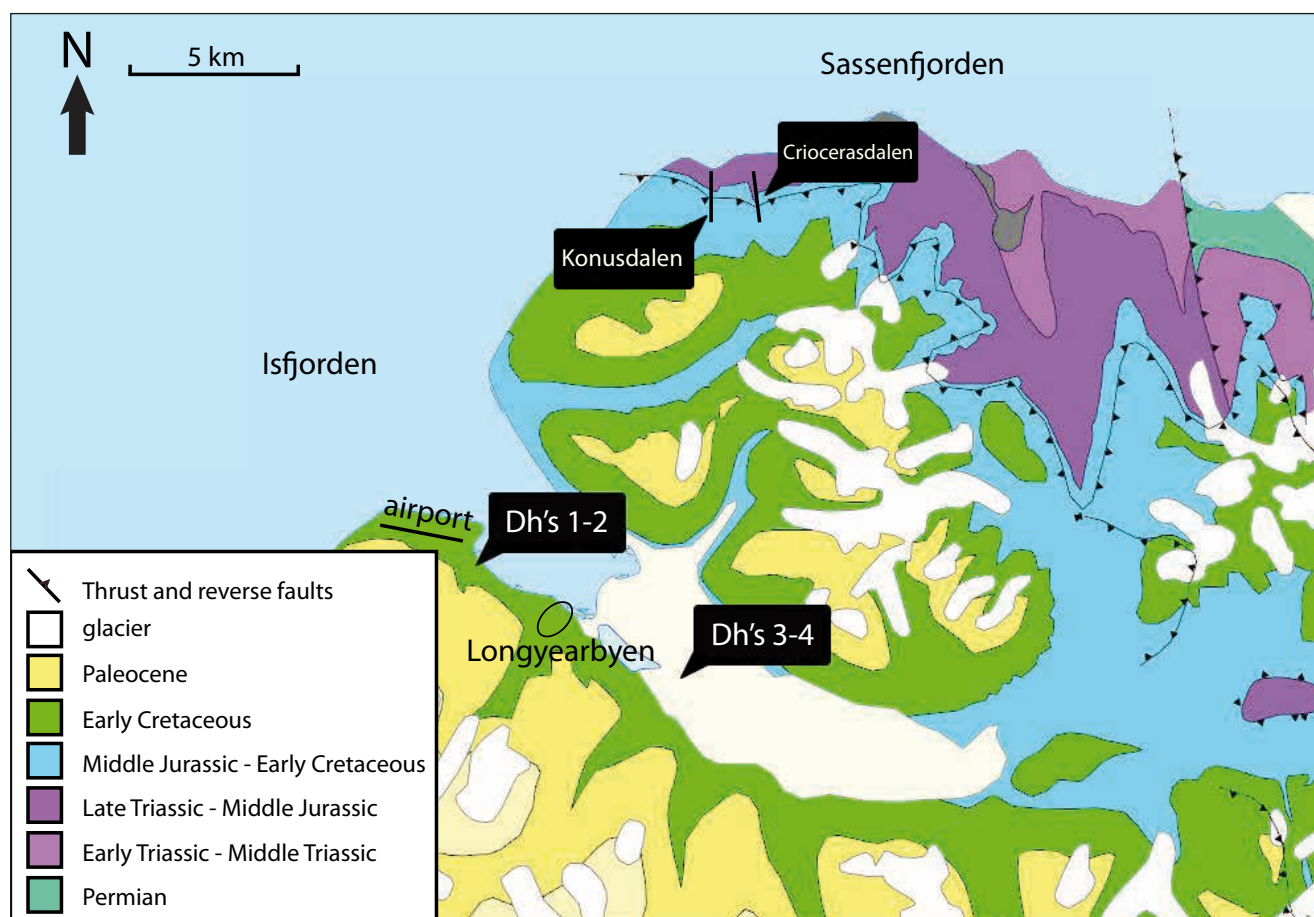 N
5 km
Sassenfjorden
Criocerasdalen
Konusdalen
Isfjorden
airport
Dh's 1-2
Dh's 3-4
Longyearbyen
Thrust and reverse faults
glacier
Paleocene
Early Cretaceous
Middle Jurassic - Early Cretaceous
Late Triassic - Middle Jurassic
Early Triassic - Middle Triassic
Permian